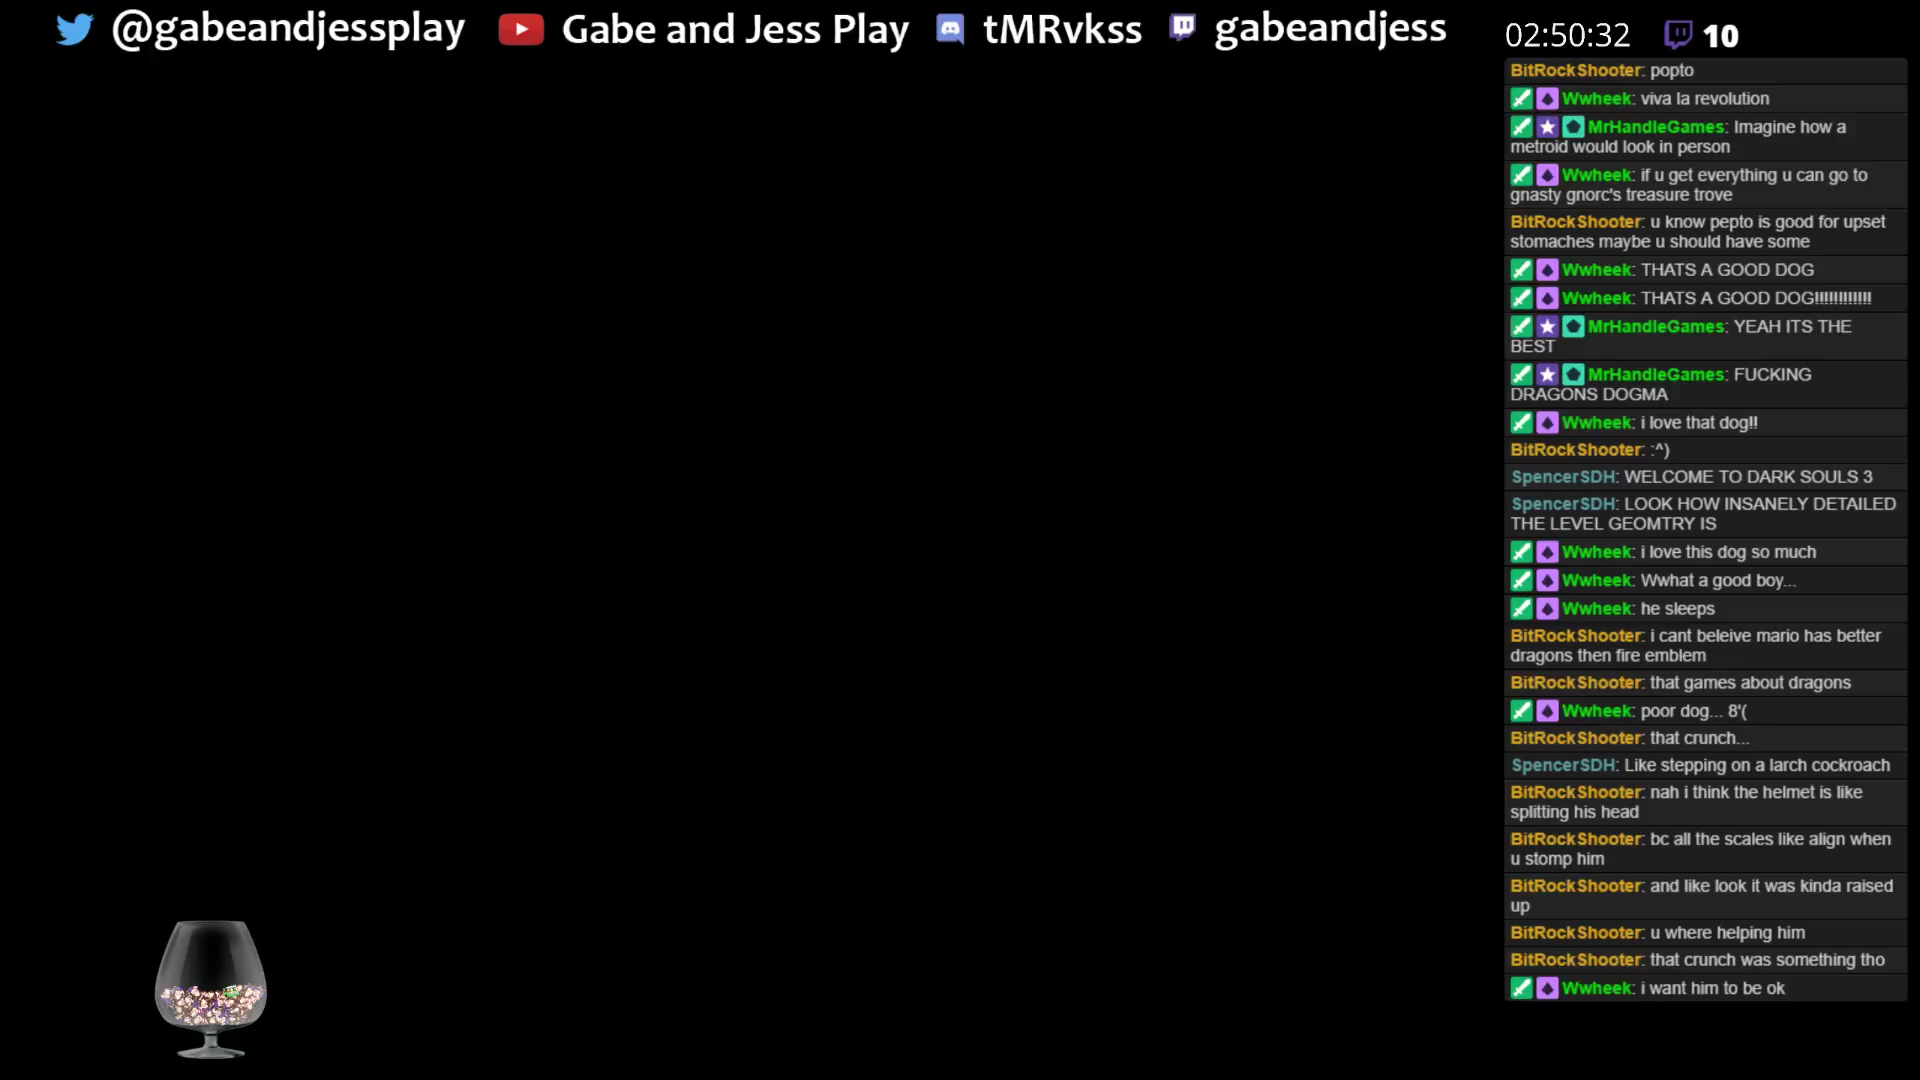 @gabeandjessplay Gabe and Jess Play tMRvkss gabeandjess 02:50:32 10
BitRockShooter: popto
Wwheek: viva la revolution
MrHandleGames: Imagine how a
metroid would look in person
Wwheek: if u get everything u can go to
gnasty gnorc's treasure trove
BitRockShooter: u know pepto is good for upset
stomaches maybe u should have some
Wwheek: THATS A GOOD DOG
Wwheek: THATS A GOOD DOG!!!!!!!!!!!!
MrHandleGames: YEAH ITS THE
BEST
MrHandleGames: FUCKING
DRAGONS DOGMA
Wwheek: i love that dog!!
BitRockShooter: :^)
SpencerSDH: WELCOME TO DARK SOULS 3
SpencerSDH: LOOK HOW INSANELY DETAILED
THE LEVEL GEOMTRY IS
Wwheek: i love this dog so much
Wwheek: Wwhat a good boy...
Wwheek: he sleeps
BitRockShooter: i cant beleive mario has better
dragons then fire emblem
BitRockShooter: that games about dragons
Wwheek: poor dog... 8'(
BitRockShooter: that crunch...
SpencerSDH: Like stepping on a larch cockroach
BitRockShooter: nah i think the helmet is like
splitting his head
BitRockShooter: bc all the scales like align when
u stomp him
BitRockShooter: and like look it was kinda raised
up
BitRockShooter: u where helping him
BitRockShooter: that crunch was something tho
Wwheek: i want him to be ok